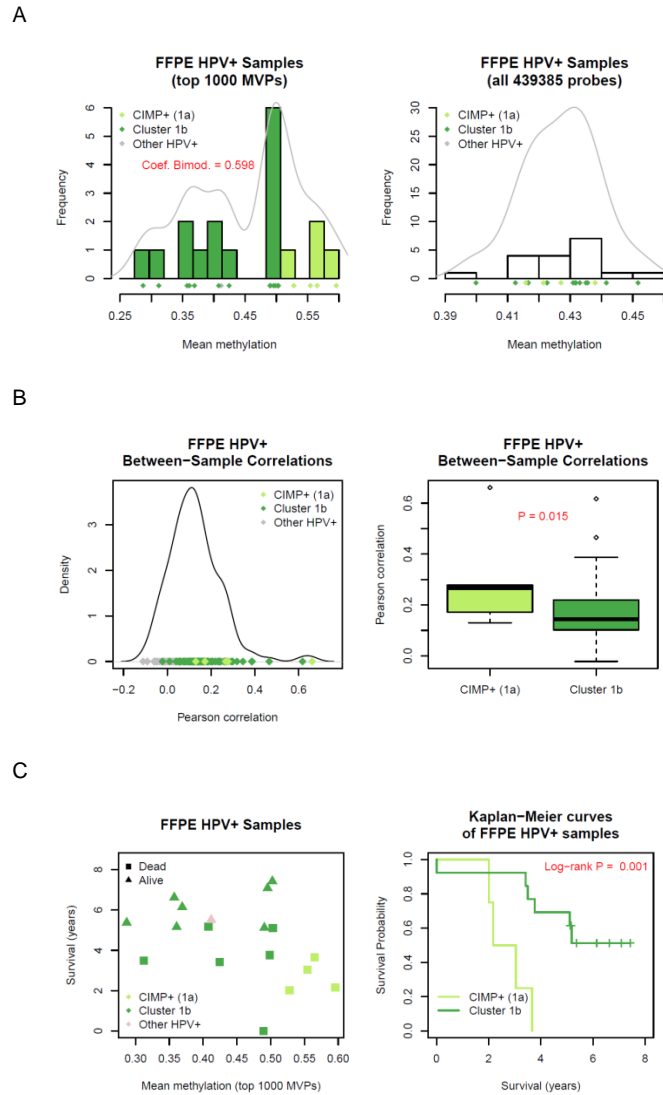 A
FFPE HPV+ Samples
(top 1000 MVPs)
CIMP+ (1a)
Cluster 1b
Other HPV+
Coef. Bimod. = 0.598
Frequency
0
1
2
3
4
5
6
0.25
0.35
0.45
0.55
Mean methylation
FFPE HPV+ Samples
(all 439385 probes)
CIMP+ (1a)
Cluster 1b
Other HPV+
Frequency
0
5
10
15
20
25
30
0.39
0.41
0.43
0.45
Mean methylation
B
FFPE HPV+
Between−Sample Correlations
CIMP+ (1a)
Cluster 1b
Other HPV+
Density
0
1
2
3
−0.2
0.0
0.2
0.4
0.6
Pearson correlation
FFPE HPV+
Between−Sample Correlations
P = 0.015
Pearson correlation
0.0
0.2
0.4
0.6
CIMP+ (1a)
Cluster 1b
C
FFPE HPV+ Samples
Dead
Alive
CIMP+ (1a)
Cluster 1b
Other HPV+
Survival (years)
0
2
4
6
8
0.30
0.35
0.40
0.45
0.50
0.55
0.60
Mean methylation (top 1000 MVPs)
Kaplan−Meier curves
of FFPE HPV+ samples
Log−rank P = 0.001
CIMP+ (1a)
Cluster 1b
Survival Probability
0.0
0.2
0.4
0.6
0.8
1.0
0
2
4
6
8
Survival (years)